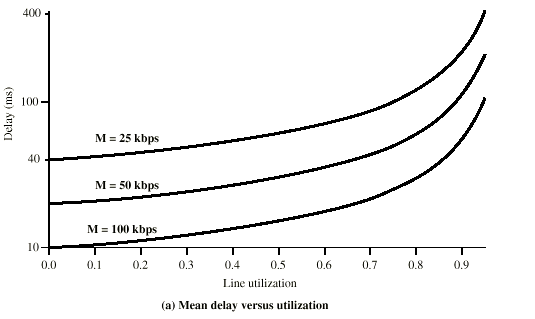 400
100
40
10
Delay (ms)
M = 25 kbps
M = 50 kbps
M = 100 kbps
0.0 0.1 0.2 0.3 0.4 0.5 0.6 0.7 0.8 0.9
Line utilization
(a) Mean delay versus utilization